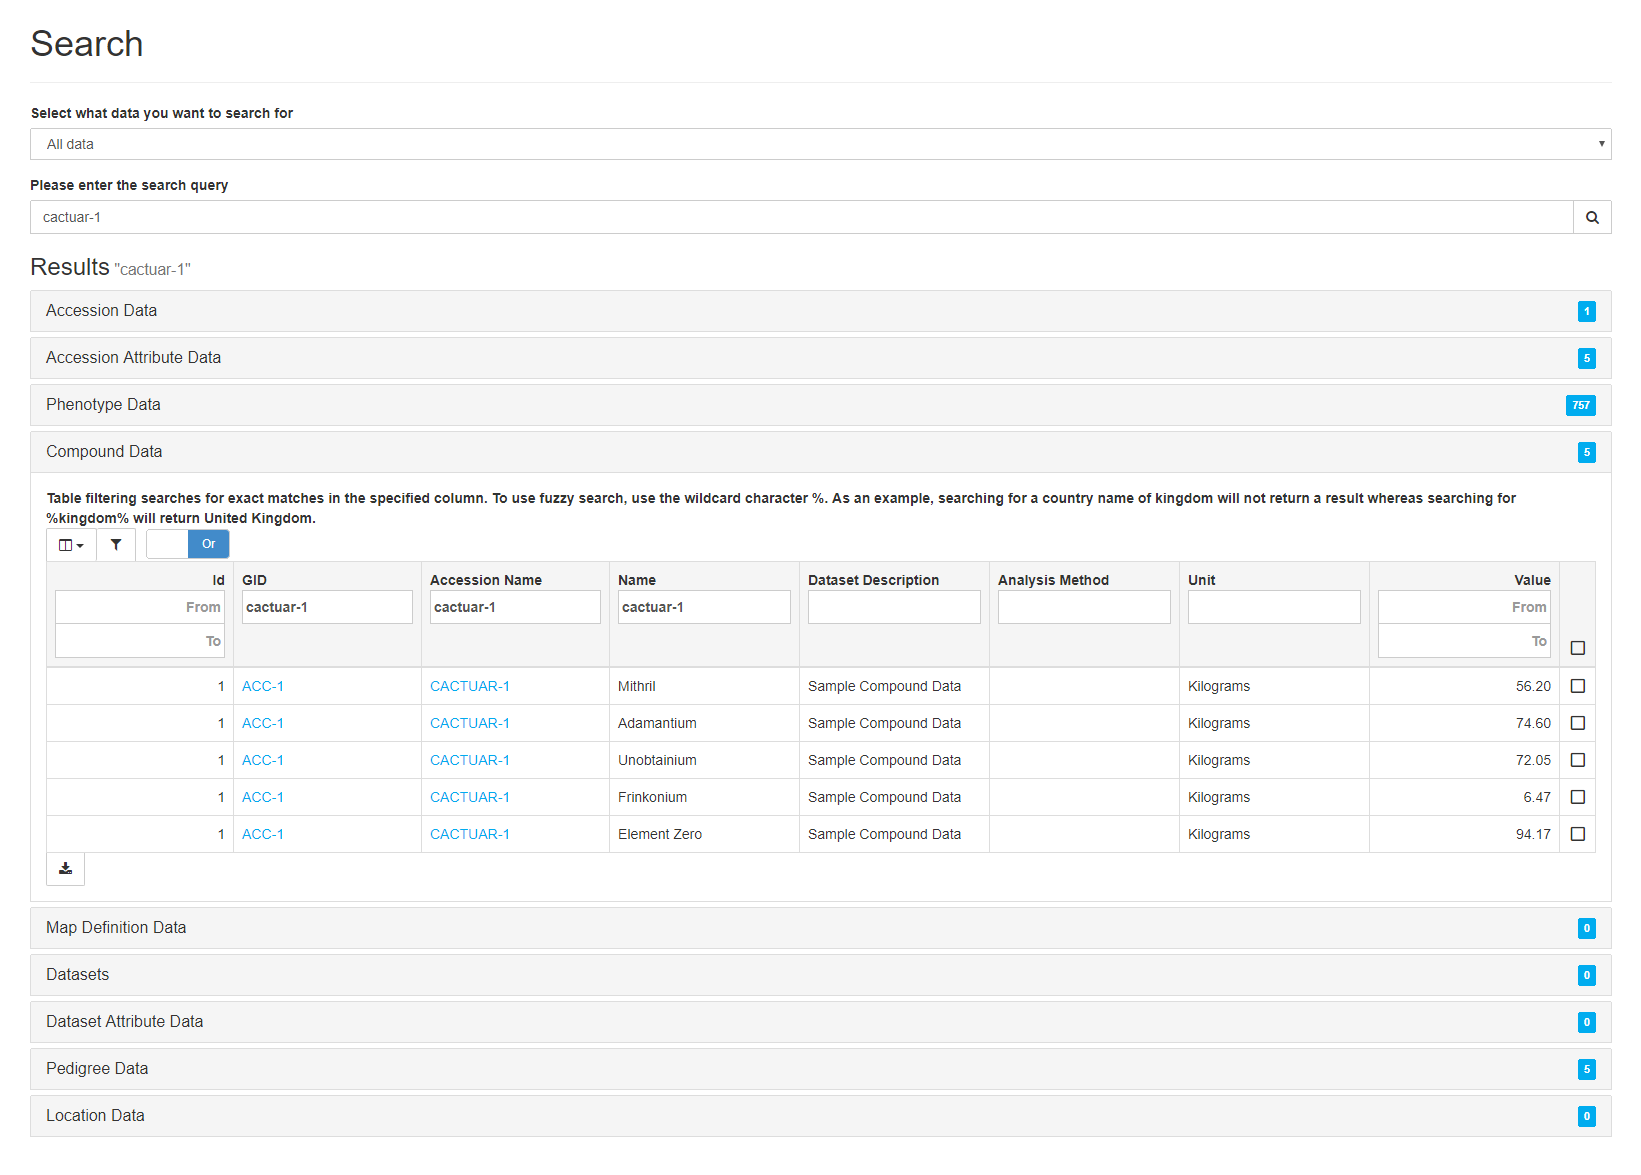 Search
Select what data you want to search for
All data
Please enter the search query
cactuar-1
Results "cactuar-1"
Accession Data 1
Accession Attribute Data 5
Phenotype Data 757
Compound Data 5
Table filtering searches for exact matches in the specified column. To use fuzzy search, use the wildcard character %. As an example, searching for a country name of kingdom will not return a result whereas searching for
%kingdom% will return United Kingdom.
Or
Id GID Accession Name Name Dataset Description Analysis Method Unit Value
From cactuar-1 cactuar-1 cactuar-1 From
To To
1 ACC-1 CACTUAR-1 Mithril Sample Compound Data Kilograms 56.20
1 ACC-1 CACTUAR-1 Adamantium Sample Compound Data Kilograms 74.60
1 ACC-1 CACTUAR-1 Unobtainium Sample Compound Data Kilograms 72.05
1 ACC-1 CACTUAR-1 Frinkonium Sample Compound Data Kilograms 6.47
1 ACC-1 CACTUAR-1 Element Zero Sample Compound Data Kilograms 94.17
Map Definition Data 0
Datasets 0
Dataset Attribute Data 0
Pedigree Data 5
Location Data 0